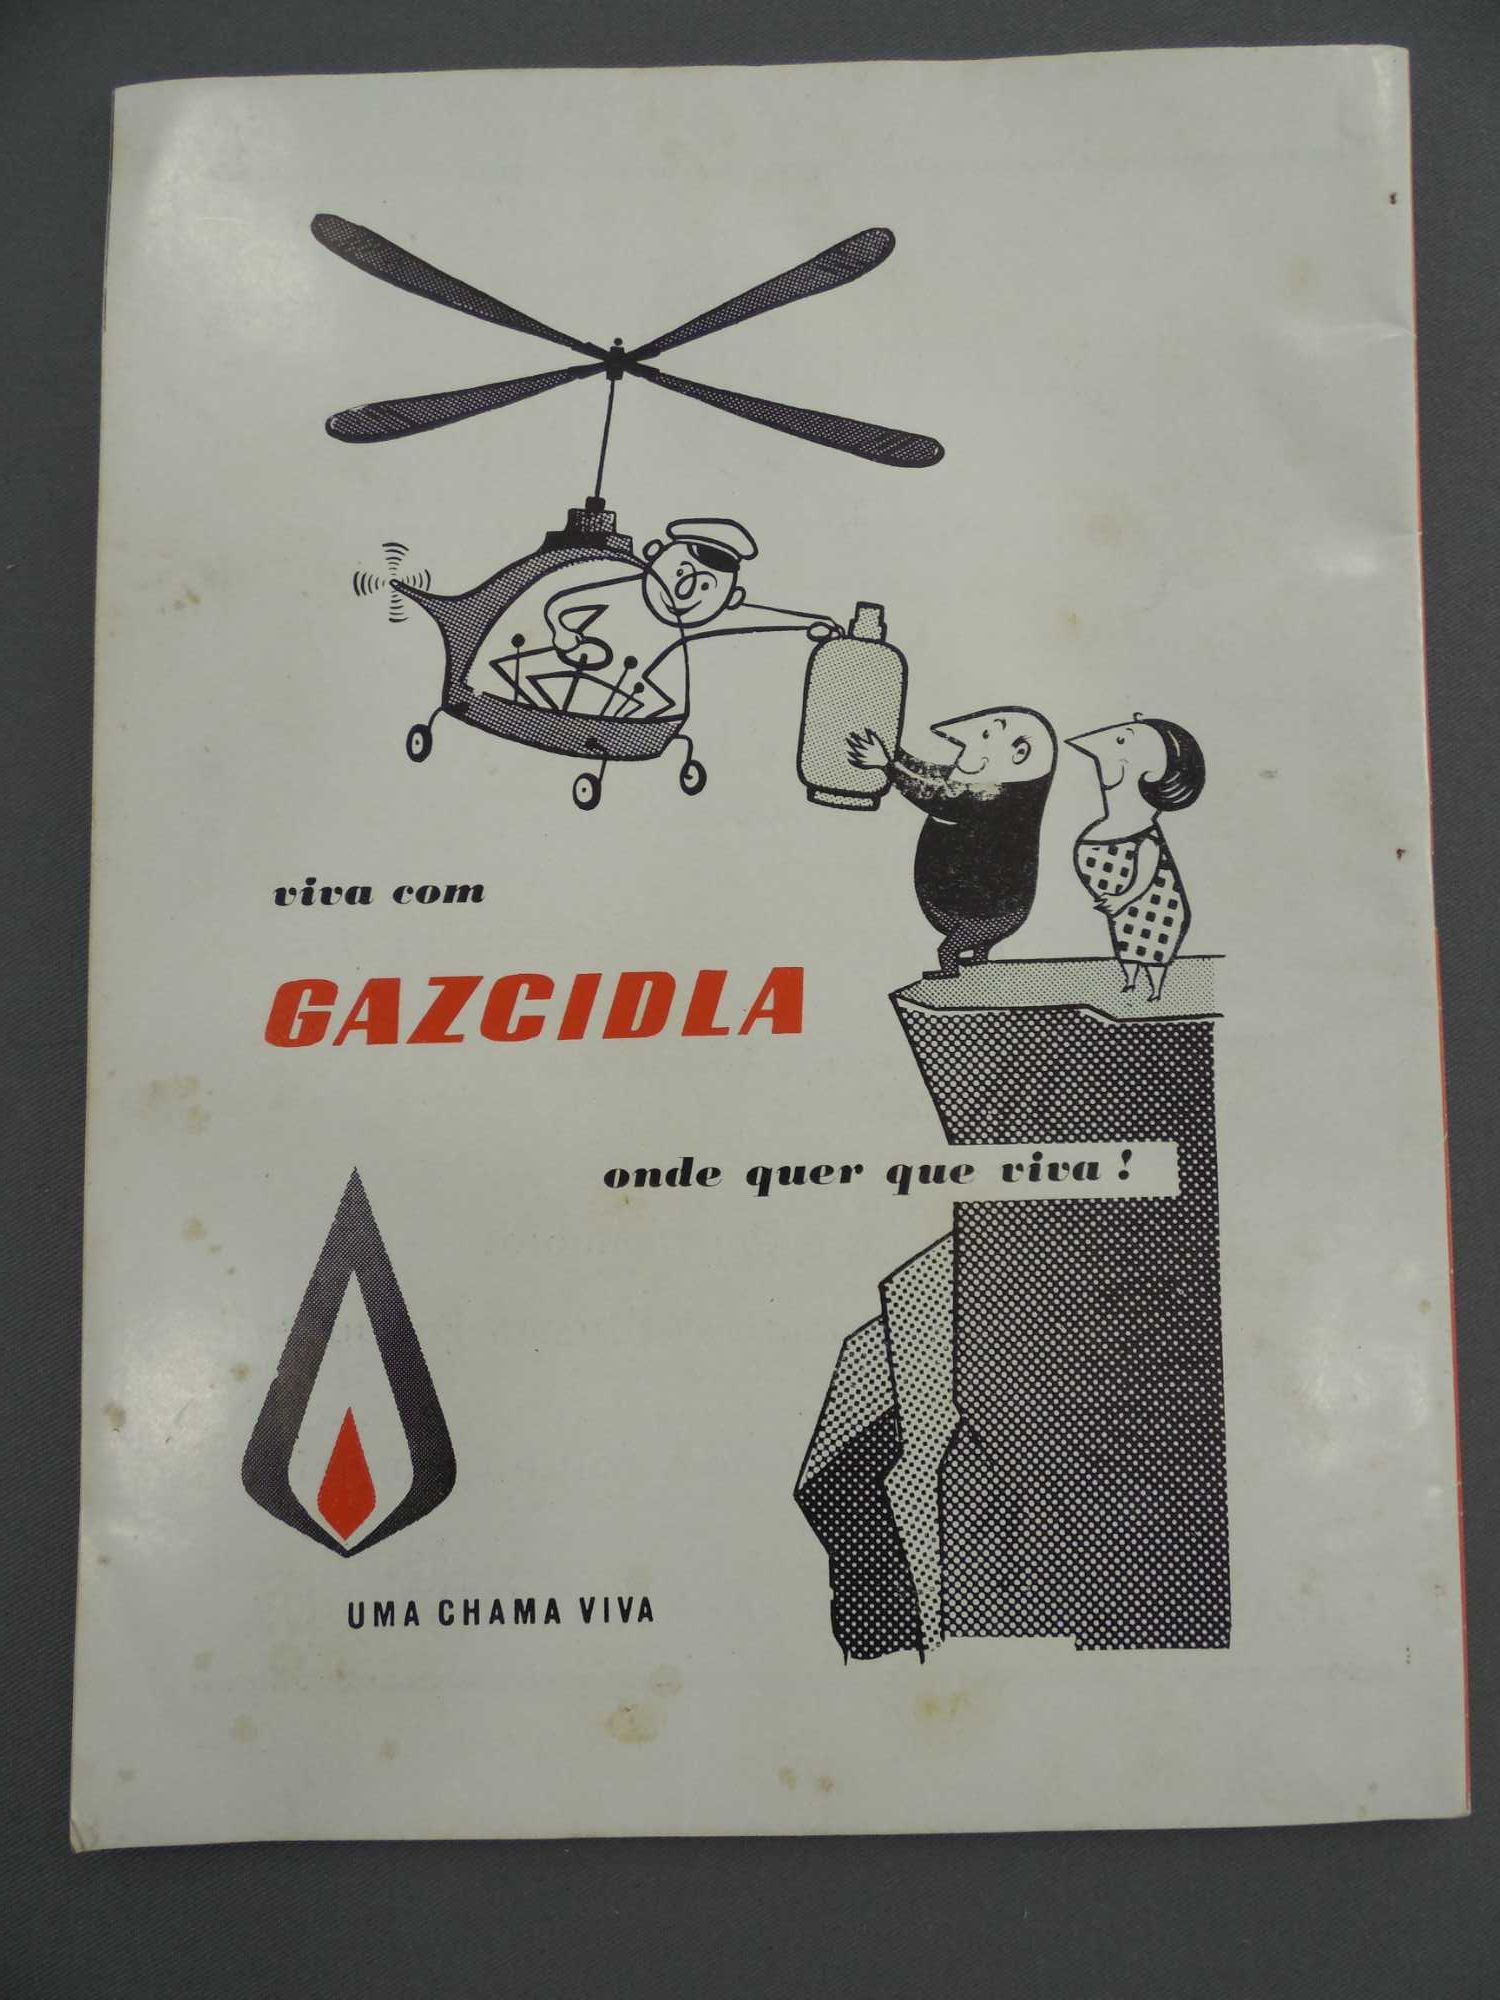 viva com
GAZCIDLA
onde quer que viva !
UMA CHAMA VIVA